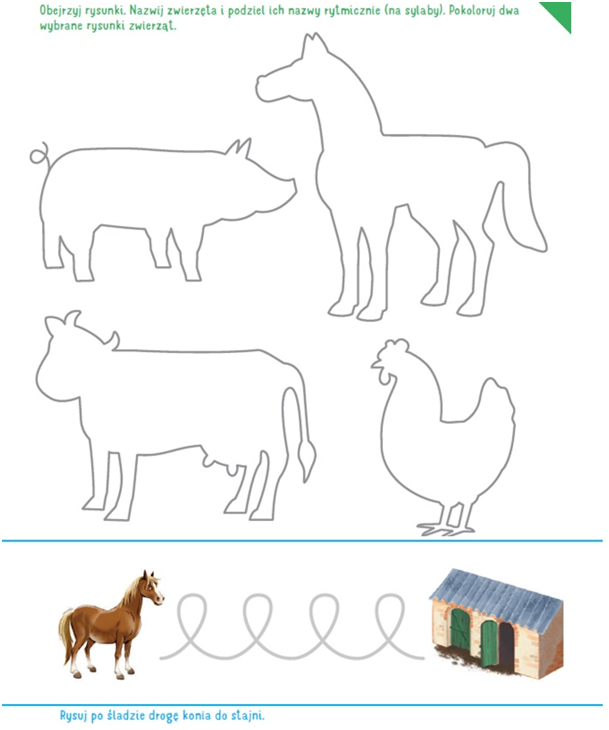 Obejrzyj rysunki. Nazwij zwierzęta i podziel ich nazwy rytmicznie (na sylaby). Pokoloruj dwa
wybrane rysunki zwierząt.
Rysuj po śladzie drogę konia do stajni.